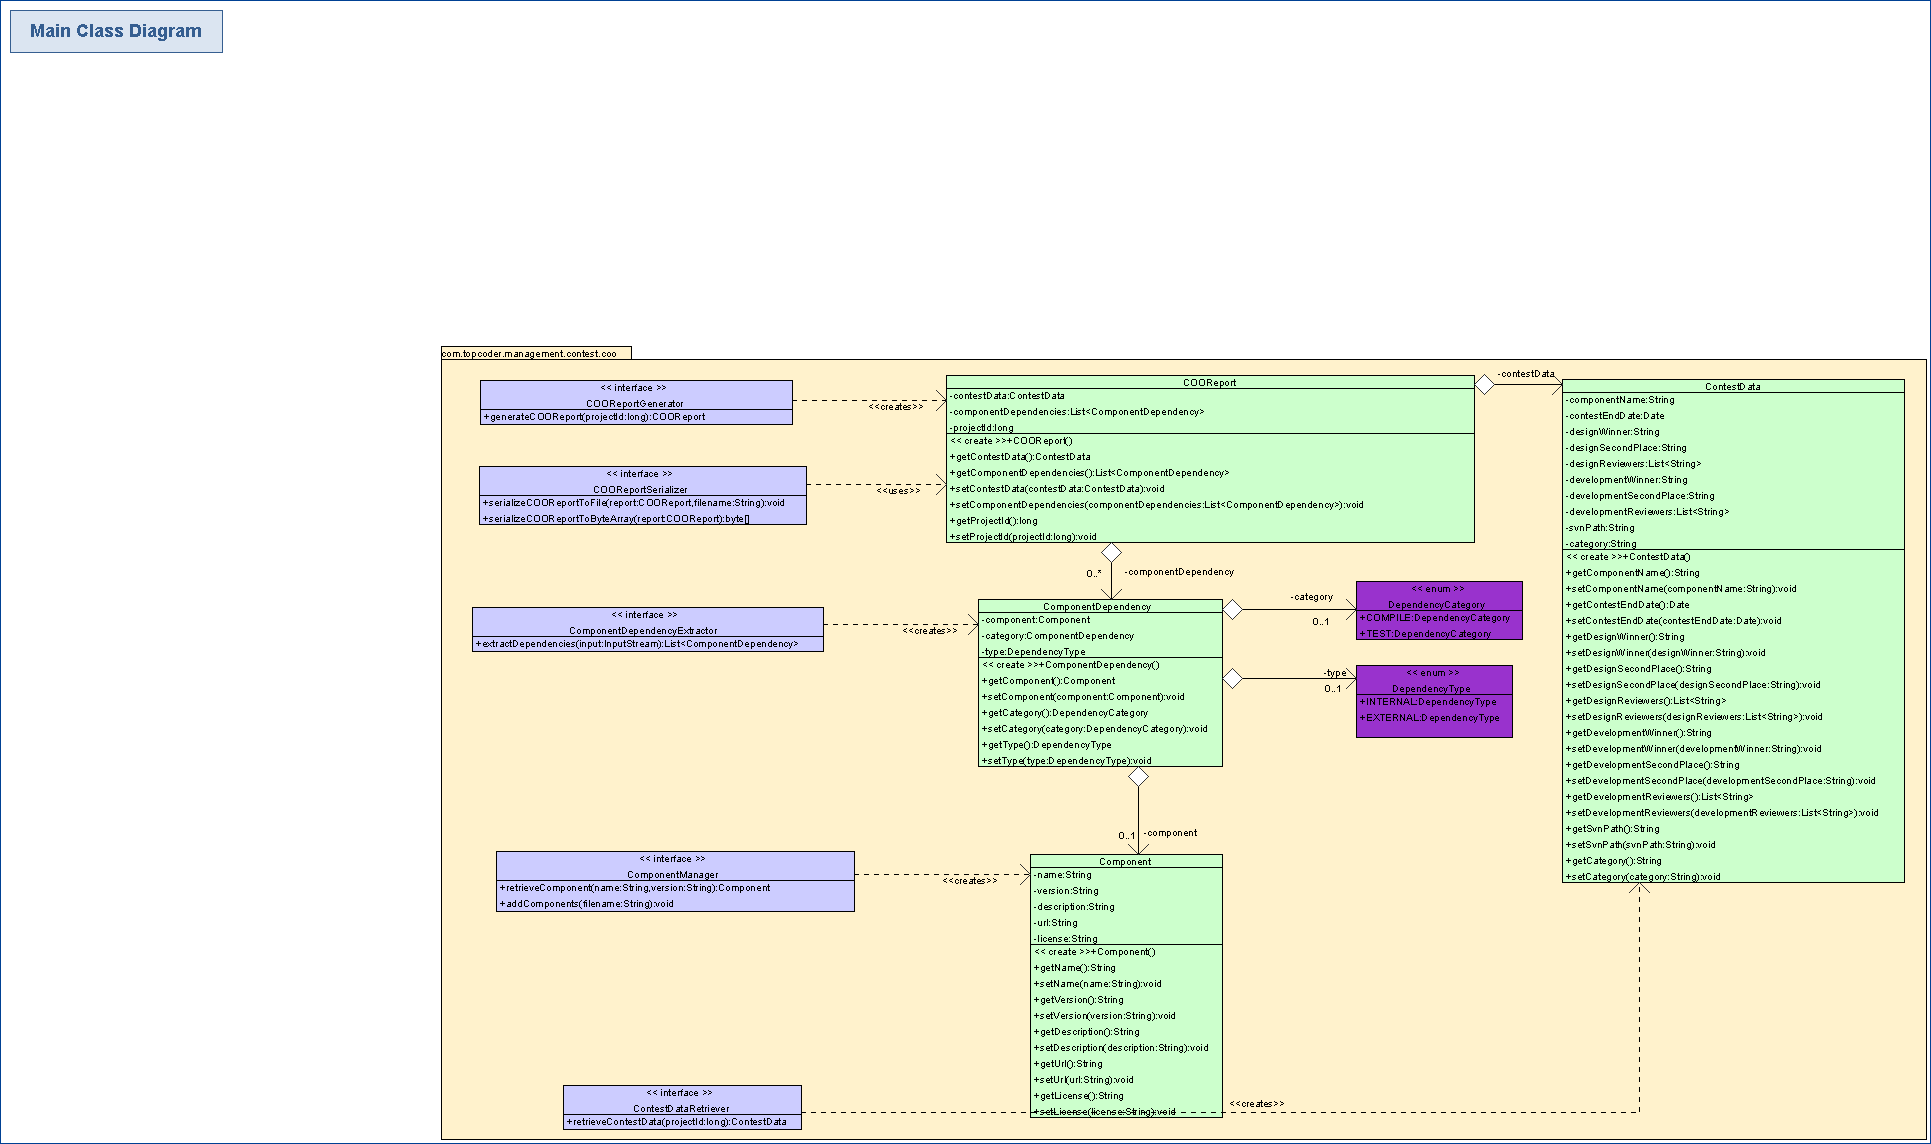 Main Class Diagram
com.topcoder.management.contest.coo
<< interface >>
COOReportGenerator
+generateCOOReport(projectId:long):COOReport
<<creates>>
<< interface >>
COOReportSerializer
+serializeCOOReportToFile(report:COOReport,filename:String):void
+serializeCOOReportToByteArray(report:COOReport):byte[]
<<uses>>
COOReport
-contestData:ContestData
-componentDependencies:List<ComponentDependency>
-projectId:long
<< create >>+COOReport()
+getContestData():ContestData
+getComponentDependencies():List<ComponentDependency>
+setContestData(contestData:ContestData):void
+setComponentDependencies(componentDependencies:List<ComponentDependency>):void
+getProjectId():long
+setProjectId(projectId:long):void
-contestData
ContestData
-componentName:String
-contestEndDate:Date
-designWinner:String
-designSecondPlace:String
-designReviewers:List<String>
-developmentWinner:String
-developmentSecondPlace:String
-developmentReviewers:List<String>
-svnPath:String
-category:String
<< create >>+ContestData()
+getComponentName():String
+setComponentName(componentName:String):void
+getContestEndDate():Date
+setContestEndDate(contestEndDate:Date):void
+getDesignWinner():String
+setDesignWinner(designWinner:String):void
+getDesignSecondPlace():String
+setDesignSecondPlace(designSecondPlace:String):void
+getDesignReviewers():List<String>
+setDesignReviewers(designReviewers:List<String>):void
+getDevelopmentWinner():String
+setDevelopmentWinner(developmentWinner:String):void
+getDevelopmentSecondPlace():String
+setDevelopmentSecondPlace(developmentSecondPlace:String):void
+getDevelopmentReviewers():List<String>
+setDevelopmentReviewers(developmentReviewers:List<String>):void
+getSvnPath():String
+setSvnPath(svnPath:String):void
+getCategory():String
+setCategory(category:String):void
0..*
-componentDependency
<< interface >>
ComponentDependencyExtractor
+extractDependencies(input:InputStream):List<ComponentDependency>
<<creates>>
ComponentDependency
-component:Component
-category:ComponentDependency
-type:DependencyType
<< create >>+ComponentDependency()
+getComponent():Component
+setComponent(component:Component):void
+getCategory():DependencyCategory
+setCategory(category:DependencyCategory):void
+getType():DependencyType
+setType(type:DependencyType):void
-category
0..1
<< enum >>
DependencyCategory
+COMPILE:DependencyCategory
+TEST:DependencyCategory
-type
0..1
<< enum >>
DependencyType
+INTERNAL:DependencyType
+EXTERNAL:DependencyType
0..1
-component
<< interface >>
ComponentManager
+retrieveComponent(name:String,version:String):Component
+addComponents(filename:String):void
<<creates>>
Component
-name:String
-version:String
-description:String
-url:String
-license:String
<< create >>+Component()
+getName():String
+setName(name:String):void
+getVersion():String
+setVersion(version:String):void
+getDescription():String
+setDescription(description:String):void
+getUrl():String
+setUrl(url:String):void
+getLicense():String
+setLicense(license:String):void
<< interface >>
ContestDataRetriever
+retrieveContestData(projectId:long):ContestData
<<creates>>